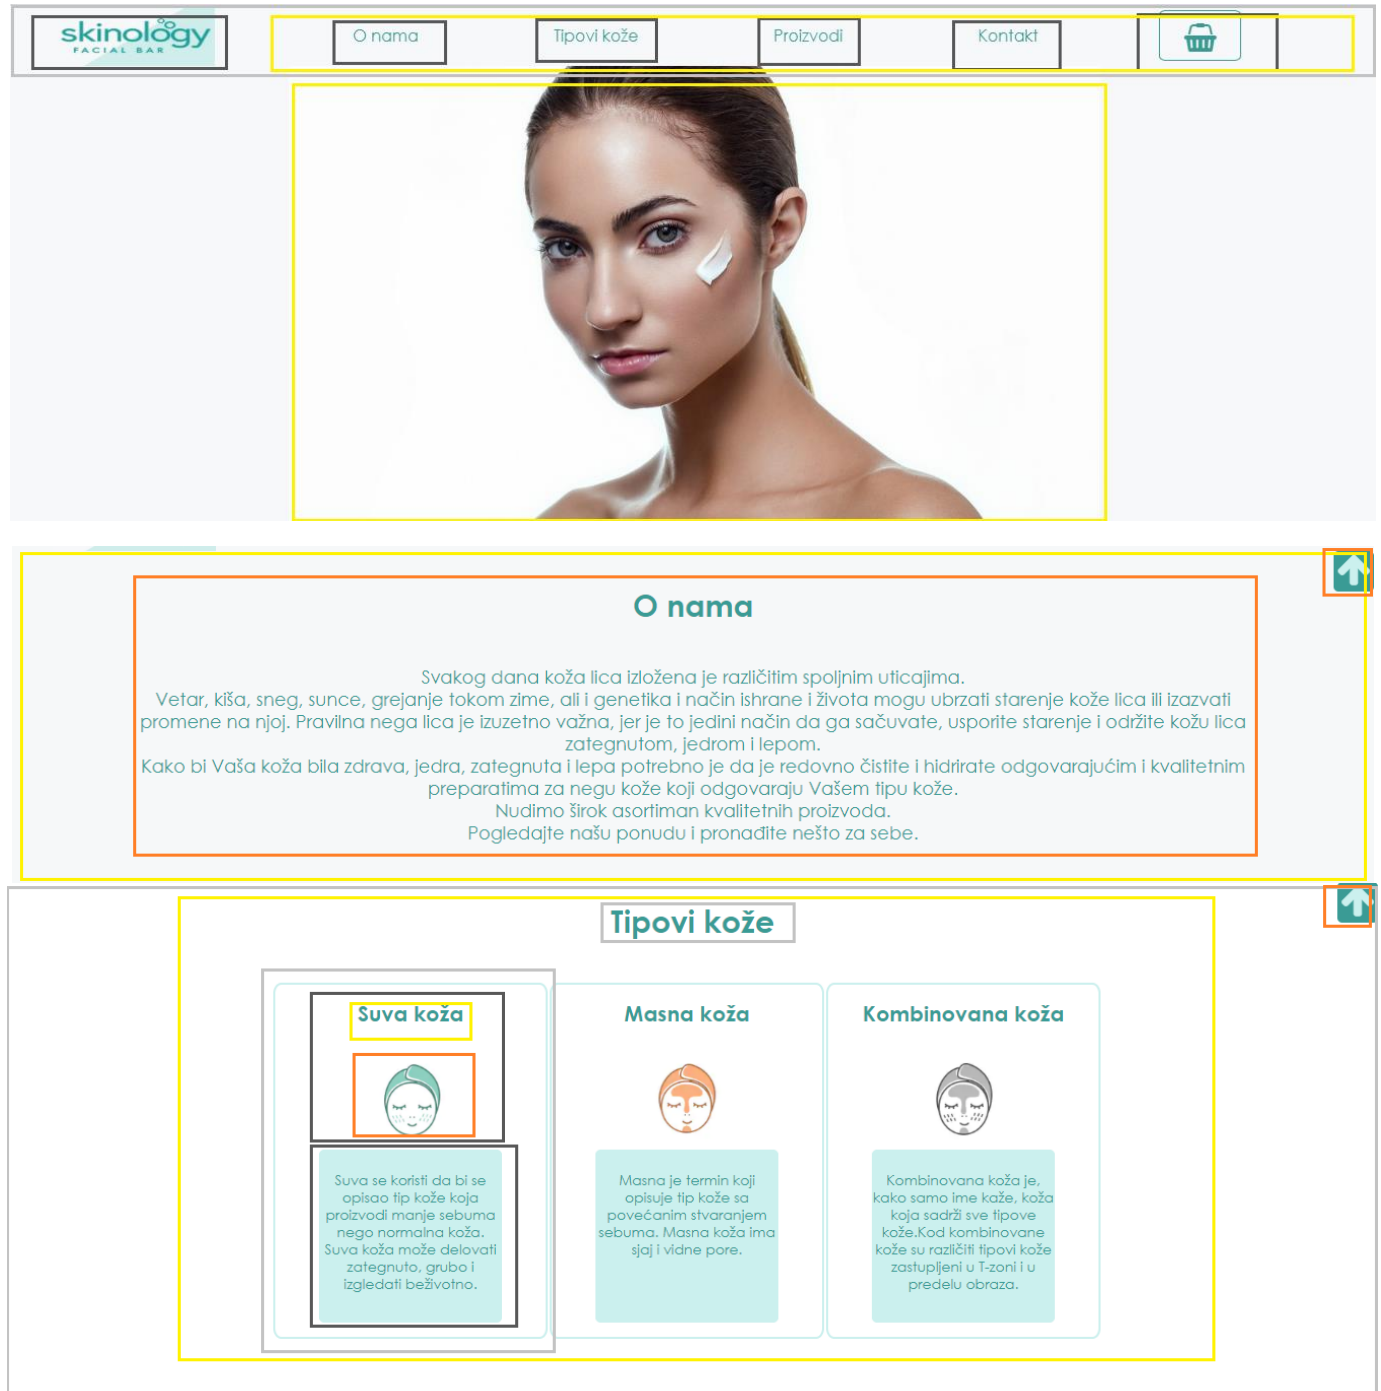 skinology
FACIAL BAR
O nama
Tipovi kože
Proizvodi
Kontakt
O nama
Svakog dana koža lica izložena je različitim spoljnim uticajima.
Vetar, kiša, sneg, sunce, grejanje tokom zime, ali i genetika i način ishrane i života mogu ubrzati starenje kože lica ili izazvati
promene na njoj. Pravilna nega lica je izuzetno važna, jer je to jedini način da ga sačuvate, usporite starenje i održite kožu lica
zategnutom, jedrom i lepom.
Kako bi Vaša koža bila zdrava, jedra, zategnuta i lepa potrebno je da je redovno čistite i hidrirate odgovarajućim i kvalitetnim
preparatima za negu kože koji odgovaraju Vašem tipu kože.
Nudimo širok asortiman kvalitetnih proizvoda.
Pogledajte našu ponudu i pronađite nešto za sebe.
Tipovi kože
Suva koža
Suva se koristi da bi se
opisao tip kože koja
proizvodi manje sebuma
nego normalna koža.
Suva koža može delovati
zategnuto, grubo i
izgledati beživotno.
Masna koža
Masna je termin koji
opisuje tip kože sa
povećanim stvaranjem
sebuma. Masna koža ima
sjaj i vidne pore.
Kombinovana koža
Kombinovana koža je,
kako samo ime kaže, koža
koja sadrži sve tipove
kože.Kod kombinovane
kože su različiti tipovi kože
zastupljeni u T-zoni i u
predelu obraza.